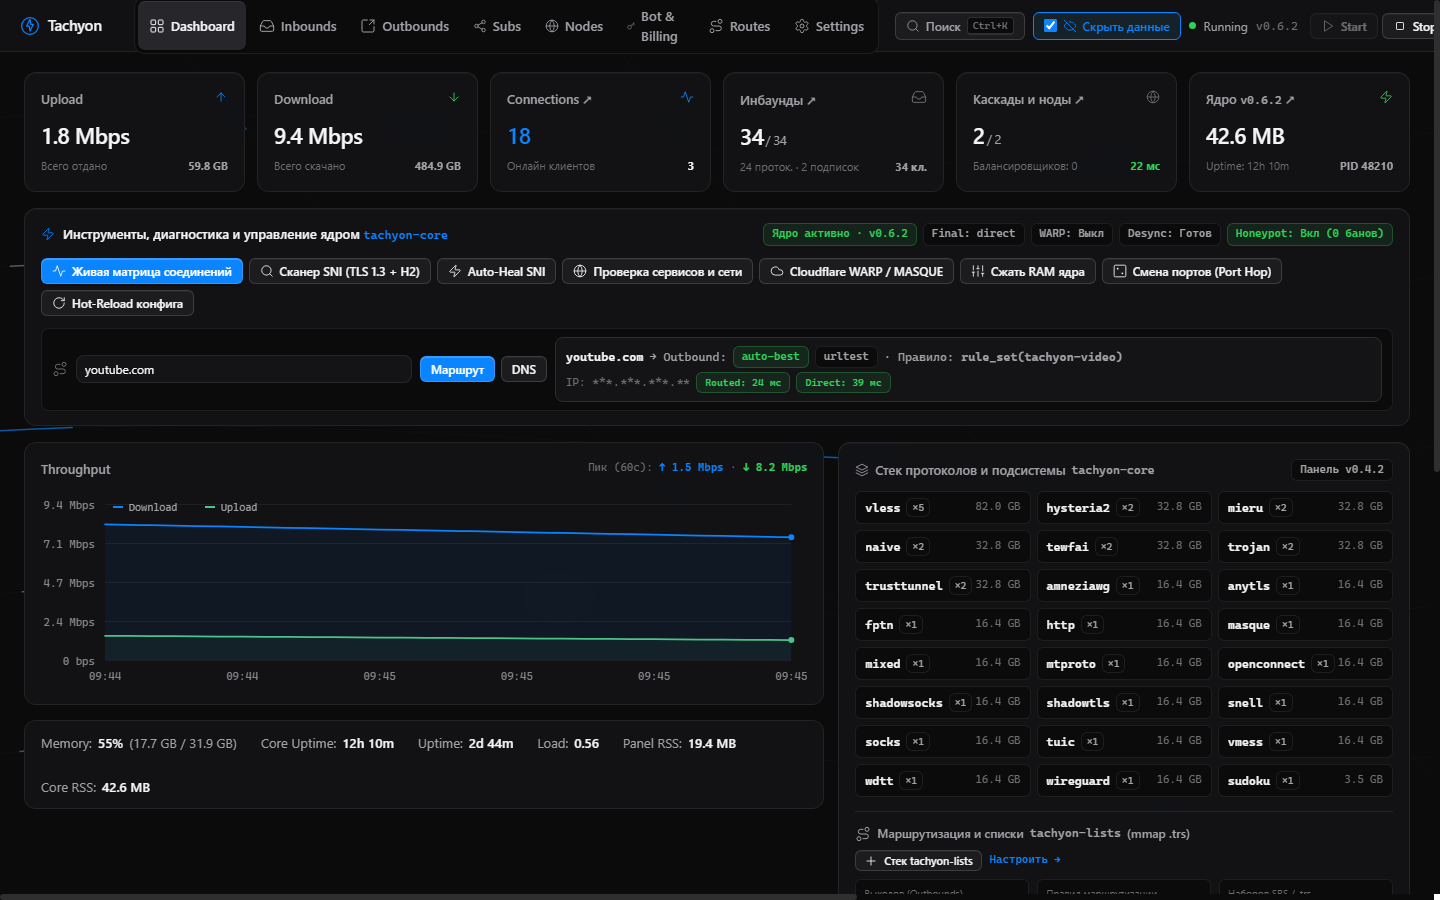 Tachyon
Dashboard
Inbounds
Outbounds
Subs
Nodes
Bot & Billing
Routes
Settings
Поиск Ctrl+K
Скрыть данные
Running v0.6.2
Start
Stop
Upload
1.8 Mbps
Всего отдано 59.8 GB
Download
9.4 Mbps
Всего скачано 484.9 GB
Connections ↗
18
Онлайн клиентов 3
Инбаунды ↗
34 / 34
24 проток. · 2 подписок 34 кл.
Каскады и ноды ↗
2 / 2
Балансировщиков: 0 22 мс
Ядро v0.6.2 ↗
42.6 MB
Uptime: 12h 10m PID 48210
Инструменты, диагностика и управление ядром tachyon-core
Ядро активно · v0.6.2
Final: direct
WARP: Выкл
Desync: Готов
Honeypot: Вкл (0 банов)
Живая матрица соединений
Сканер SNI (TLS 1.3 + H2)
Auto-Heal SNI
Проверка сервисов и сети
Cloudflare WARP / MASQUE
Сжать RAM ядра
Смена портов (Port Hop)
Hot-Reload конфига
youtube.com
Маршрут
DNS
youtube.com → Outbound: auto-best urltest · Правило: rule_set(tachyon-video)
IP: ***.***.***.** Routed: 24 мс Direct: 39 мс
Throughput
Пик (60с): ↑ 1.5 Mbps · ↓ 8.2 Mbps
Download
Upload
9.4 Mbps
7.1 Mbps
4.7 Mbps
2.4 Mbps
0 bps
09:44 09:44 09:45 09:45 09:45 09:45
Memory: 55% (17.7 GB / 31.9 GB) Core Uptime: 12h 10m Uptime: 2d 44m Load: 0.56 Panel RSS: 19.4 MB
Core RSS: 42.6 MB
Стек протоколов и подсистемы tachyon-core
Панель v0.4.2
vless ×5 82.0 GB
hysteria2 ×2 32.8 GB
mieru ×2 32.8 GB
naive ×2 32.8 GB
tewfai ×2 32.8 GB
trojan ×2 32.8 GB
trusttunnel ×2 32.8 GB
amneziawg ×1 16.4 GB
anytls ×1 16.4 GB
fptn ×1 16.4 GB
http ×1 16.4 GB
masque ×1 16.4 GB
mixed ×1 16.4 GB
mtproto ×1 16.4 GB
openconnect ×1 16.4 GB
shadowsocks ×1 16.4 GB
shadowtls ×1 16.4 GB
snell ×1 16.4 GB
socks ×1 16.4 GB
tuic ×1 16.4 GB
vmess ×1 16.4 GB
wdtt ×1 16.4 GB
wireguard ×1 16.4 GB
sudoku ×1 3.5 GB
Маршрутизация и списки tachyon-lists (mmap .trs)
Стек tachyon-lists
Настроить →
Выходов (Outbounds)
Правил маршрутизации
Наборов SRS / .trs